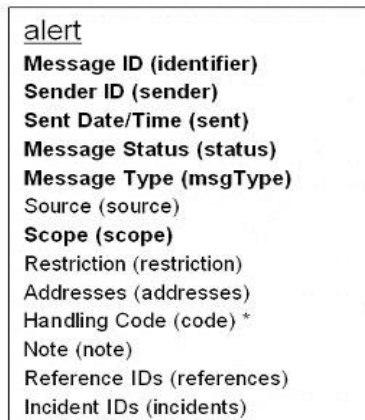 alert
Message ID (identifier)
Sender ID (sender)
Sent Date/Time (sent)
Message Status (status)
Message Type (msgType)
Source (source)
Scope (scope)
Restriction (restriction)
Addresses (addresses)
Handling Code (code) *
Note (note)
Reference IDs (references)
Incident IDs (incidents)